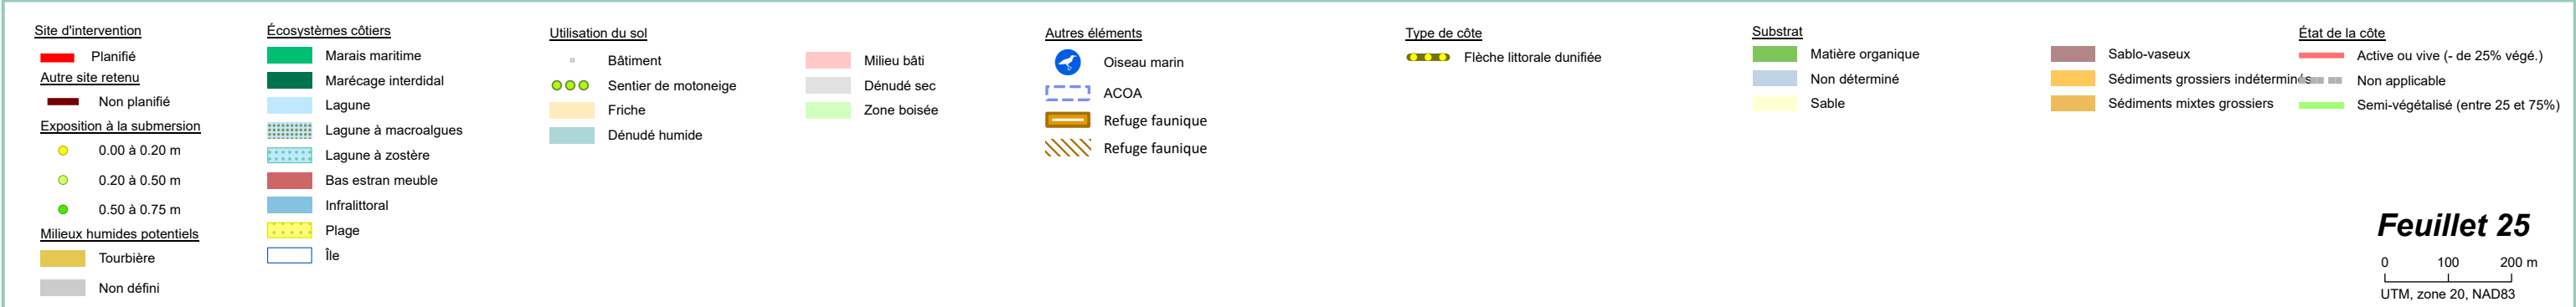 Site d'intervention
Planifié
Autre site retenu
Non planifié
Exposition à la submersion
0.00 à 0.20 m
0.20 à 0.50 m
0.50 à 0.75 m
Milieux humides potentiels
Tourbière
Non défini
Écosystèmes côtiers
Marais maritime
Marécage interdidal
Lagune
Lagune à macroalgues
Lagune à zostère
Bas estran meuble
Infralittoral
Plage
Île
Utilisation du sol
Bâtiment
Sentier de motoneige
Friche
Dénudé humide
Milieu bâti
Dénudé sec
Zone boisée
Autres éléments
Oiseau marin
ACOA
Refuge faunique
Refuge faunique
Type de côte
Flèche littorale dunifiée
Substrat
Matière organique
Non déterminé
Sable
Sablo-vaseux
Sédiments grossiers indéterminés
Sédiments mixtes grossiers
État de la côte
Active ou vive (- de 25% végé.)
Non applicable
Semi-végétalisé (entre 25 et 75%)
Feuillet 25
0 100 200 m
UTM, zone 20, NAD83